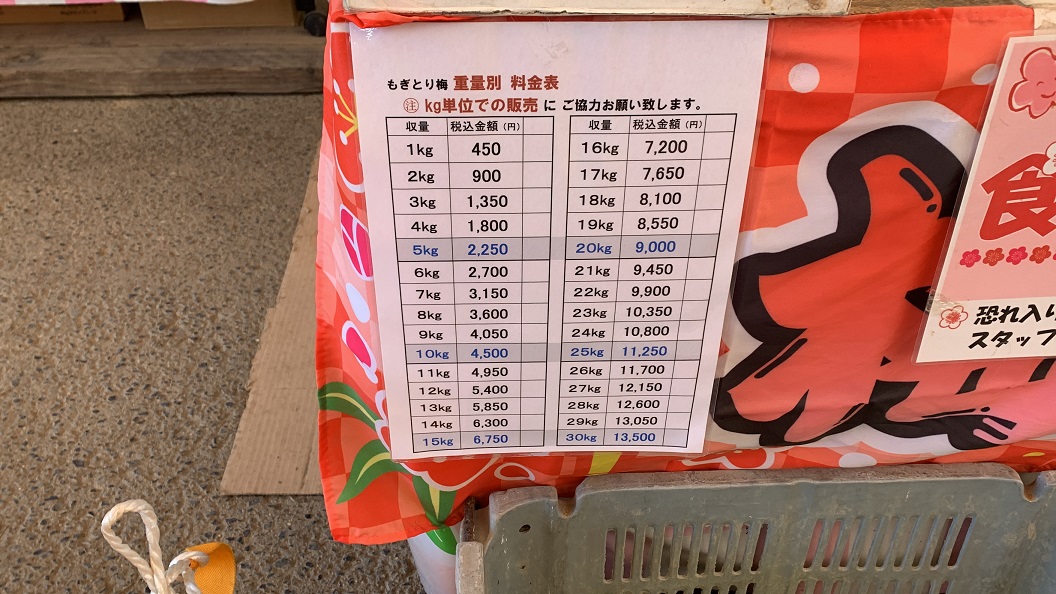 もぎとり梅 重量別 料金表
㊟ kg単位での販売 に ご協力お願い致します。
収量 税込金額（円）
1kg 450
2kg 900
3kg 1,350
4kg 1,800
5kg 2,250
6kg 2,700
7kg 3,150
8kg 3,600
9kg 4,050
10kg 4,500
11kg 4,950
12kg 5,400
13kg 5,850
14kg 6,300
15kg 6,750
収量 税込金額（円）
16kg 7,200
17kg 7,650
18kg 8,100
19kg 8,550
20kg 9,000
21kg 9,450
22kg 9,900
23kg 10,350
24kg 10,800
25kg 11,250
26kg 11,700
27kg 12,150
28kg 12,600
29kg 13,050
30kg 13,500
恐れ入り
スタッフ